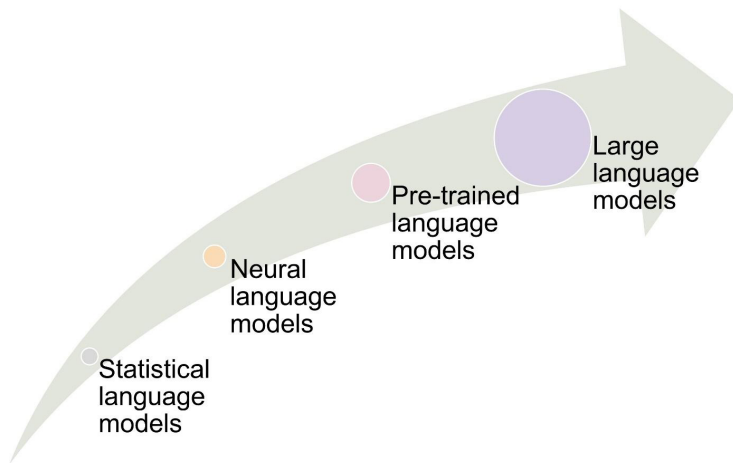 Large
language
models
Pre-trained
language
models
Neural
language
models
Statistical
language
models